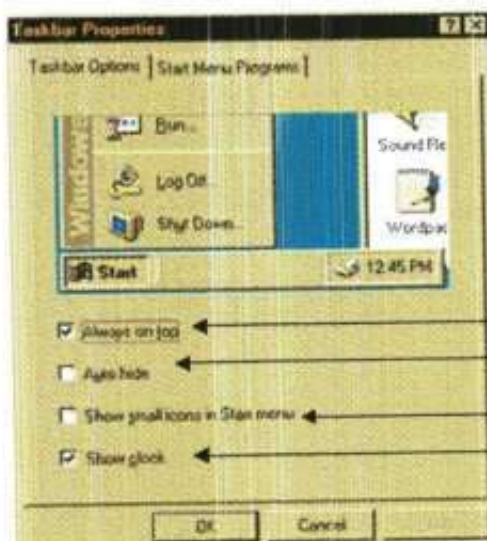 Taskbar Properties
Taskbar Options Start Menu Programs
Windows
Run...
Log Off...
Shut Down...
Sound Re
Wordpad
Start
12:45 PM
Always on top
Auto hide
Show small icons in Start menu
Show clock
OK
Cancel